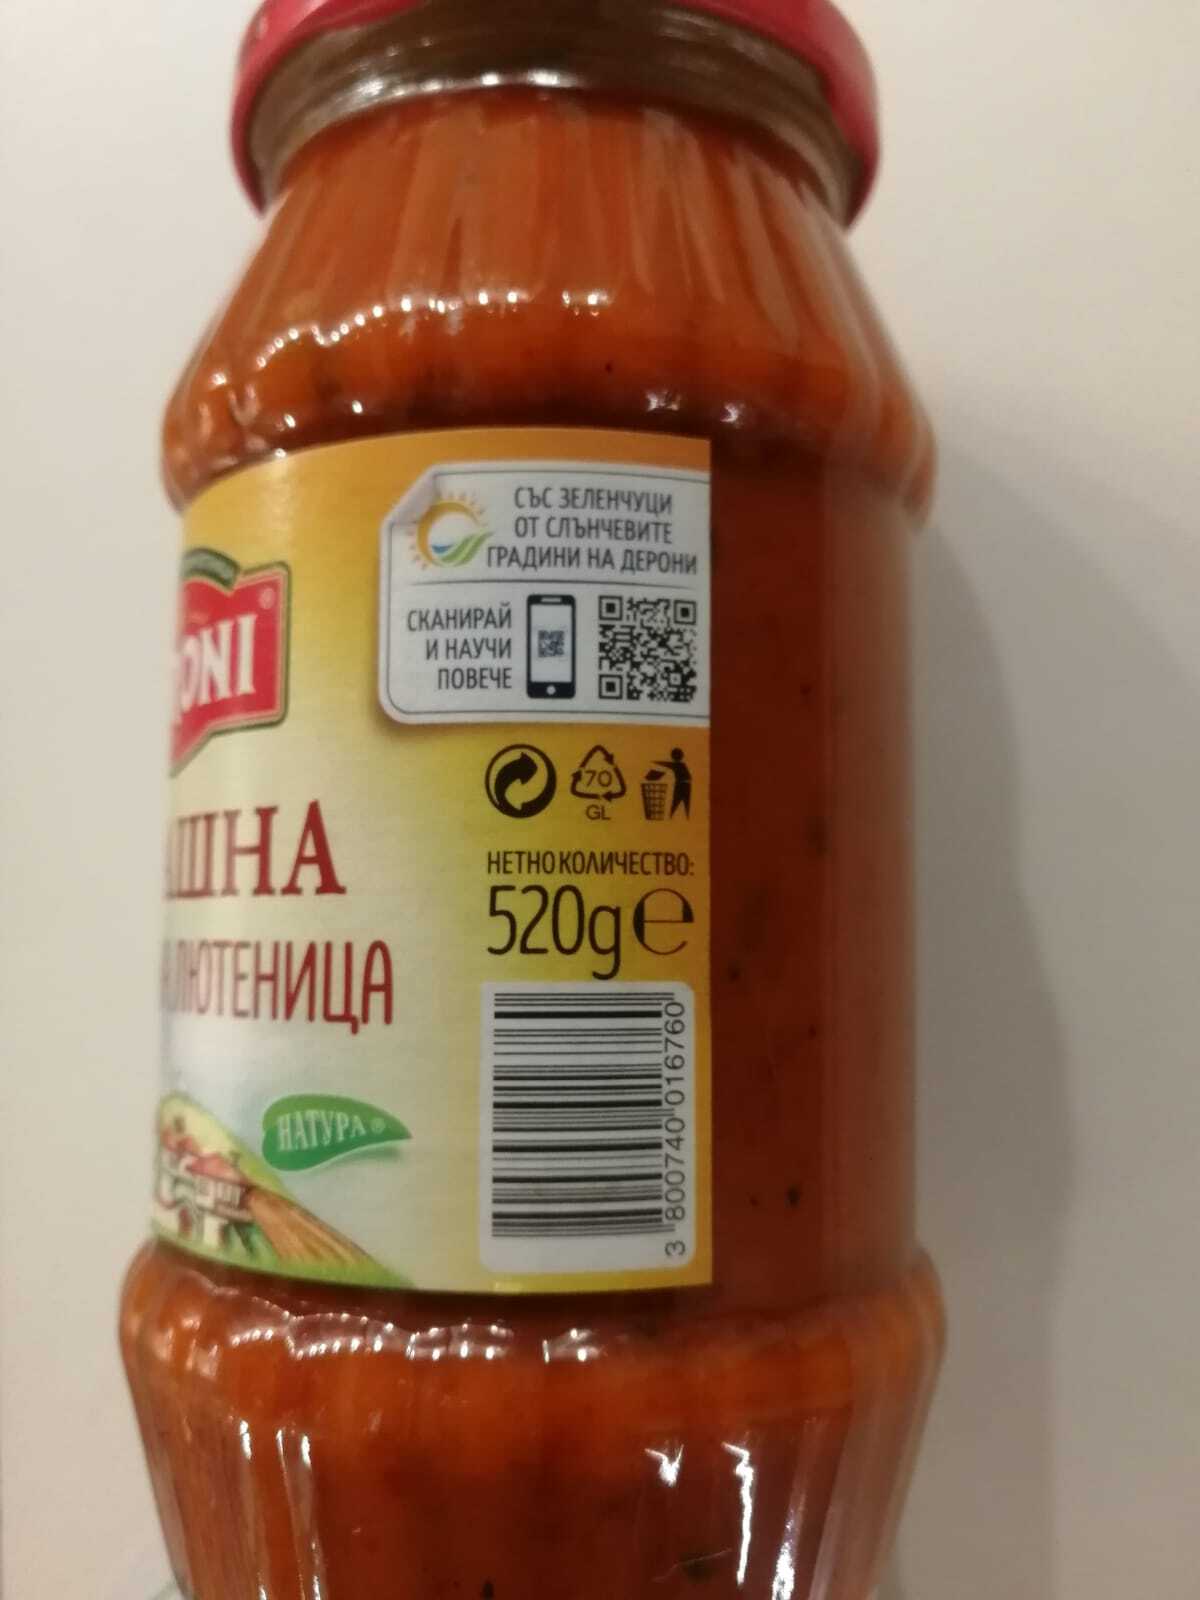 СЪС ЗЕЛЕНЧУЦИ
ОТ СЛЪНЧЕВИТЕ
ГРАДИНИ НА ДЕРОНИ
СКАНИРАЙ
И НАУЧИ
ПОВЕЧЕ
ONI®
ШНА
ЛЮТЕНИЦА
НАТУРА®
70
GL
НЕТНО КОЛИЧЕСТВО:
520g e
3 800740 016760